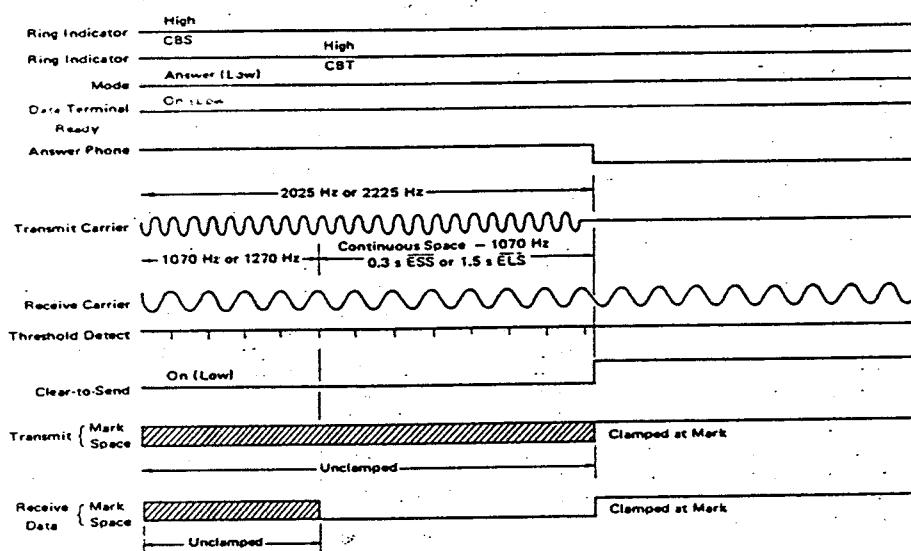 High
Ring Indicator
CBS
High
Ring Indicator
CBT
Answer (Low)
Mode
On (Low
Data Terminal
Ready
Answer Phone
2025 Hz or 2225 Hz
Transmit Carrier
Continuous Space — 1070 Hz
1070 Hz or 1270 Hz
0.3 s ESS or 1.5 s ELS
Receive Carrier
Threshold Detect
On (Low)
Clear-to-Send
Transmit { Mark
Space
Clamped at Mark
Unclamped
Receive { Mark
Data Space
Clamped at Mark
Unclamped